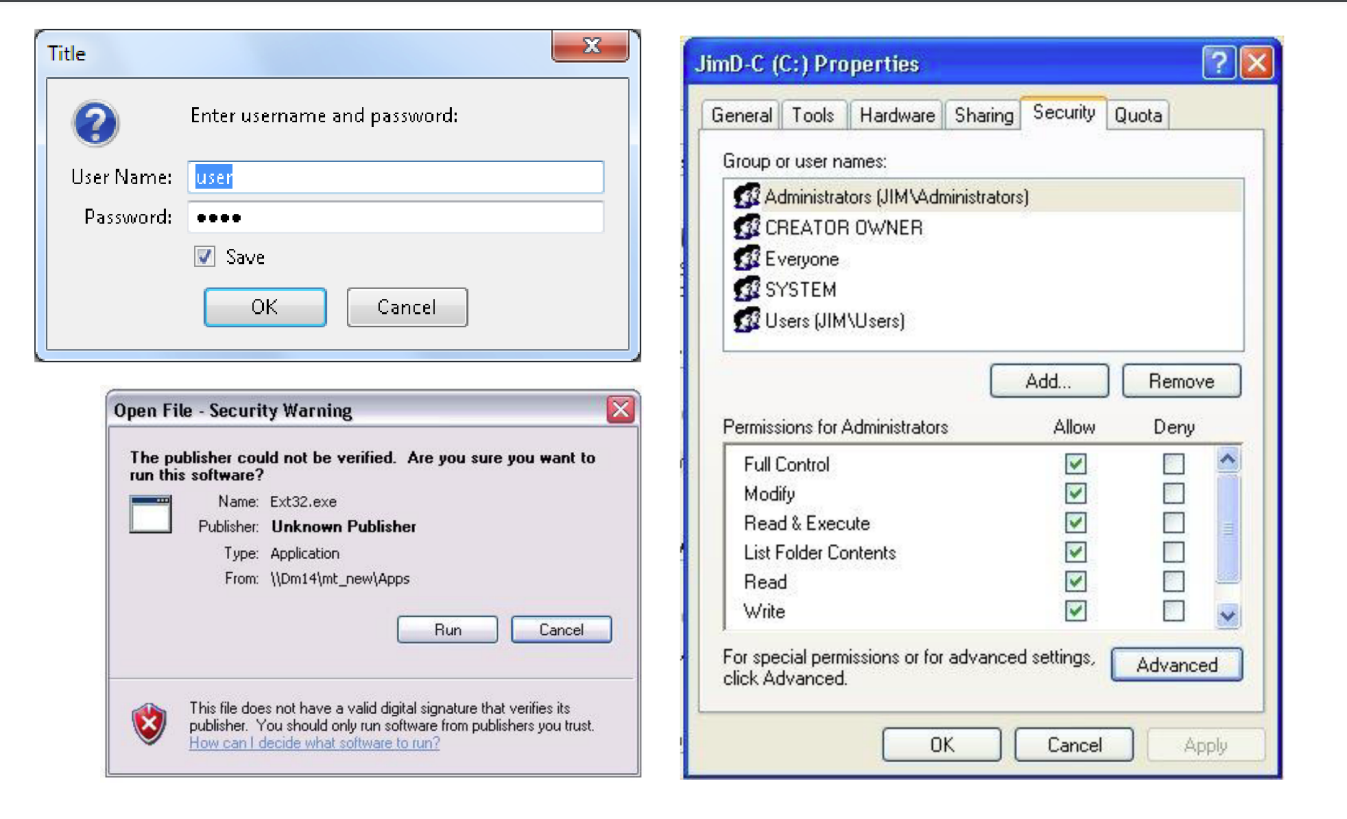 Title
Enter username and password:
User Name: user
Password: ••••
Save
OK Cancel
Open File - Security Warning
The publisher could not be verified. Are you sure you want to
run this software?
Name: Ext32.exe
Publisher: Unknown Publisher
Type: Application
From: \\Dm14\mt_new\Apps
Run Cancel
This file does not have a valid digital signature that verifies its
publisher. You should only run software from publishers you trust.
How can I decide what software to run?
JimD-C (C:) Properties
General Tools Hardware Sharing Security Quota
Group or user names:
Administrators (JIM\Administrators)
CREATOR OWNER
Everyone
SYSTEM
Users (JIM\Users)
Add... Remove
Permissions for Administrators Allow Deny
Full Control
Modify
Read & Execute
List Folder Contents
Read
Write
For special permissions or for advanced settings,
click Advanced.
Advanced
OK Cancel Apply